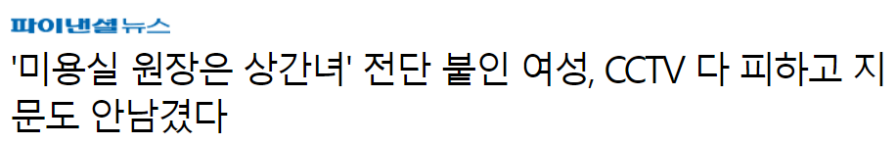 파이낸셜뉴스
'미용실 원장은 상간녀' 전단 붙인 여성, CCTV 다 피하고 지
문도 안남겼다